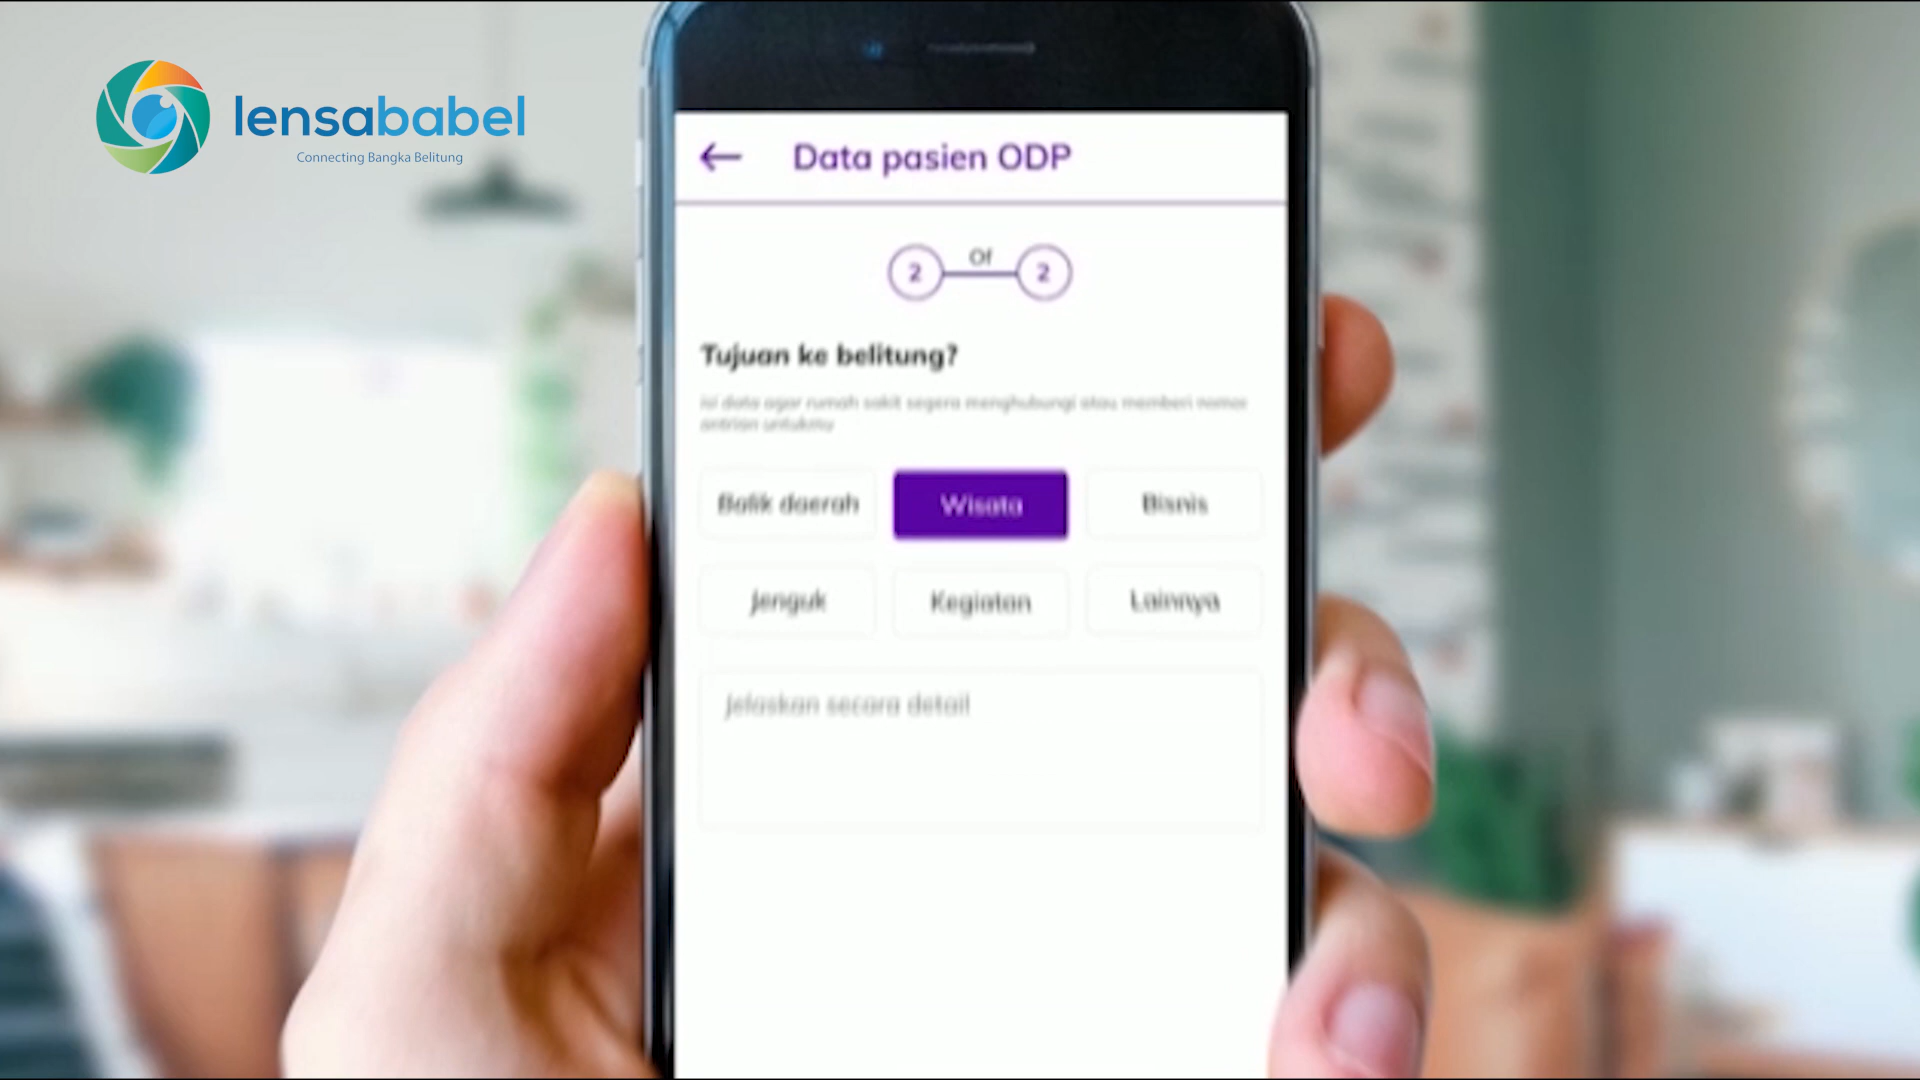 lensababel
Connecting Bangka Belitung
Data pasien ODP
2 Of 2
Tujuan ke belitung?
isi data agar rumah sakit segera menghubungi atau memberi nomor
antrian untukmu
Balik daerah
Wisata
Bisnis
Jenguk
Kegiatan
Lainnya
Jelaskan secara detail